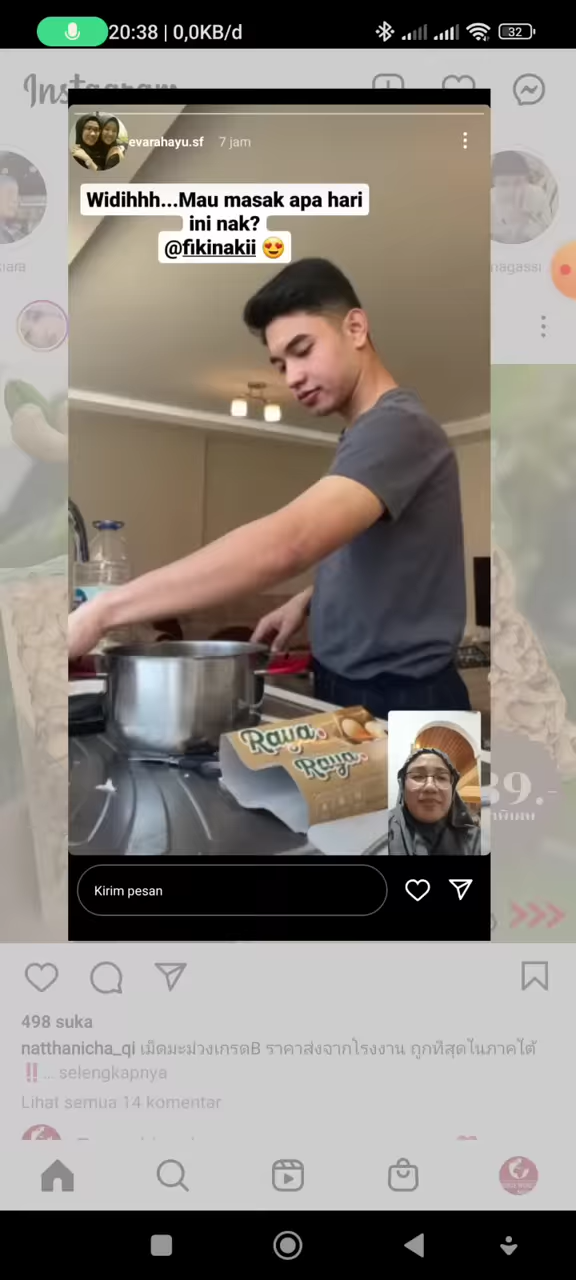 20:38 | 0,0KB/d
32
Instagram
evarahayu.sf 7 jam
Widihhh...Mau masak apa hari
ini nak?
@fikinakii 😍
nagassi
Raya.
Raya.
39.-
Kirim pesan
498 suka
natthanicha_qi เม็ดมะม่วงเกรดB ราคาส่งจากโรงงาน ถูกที่สุดในภาคใต้
‼️... selengkapnya
Lihat semua 14 komentar